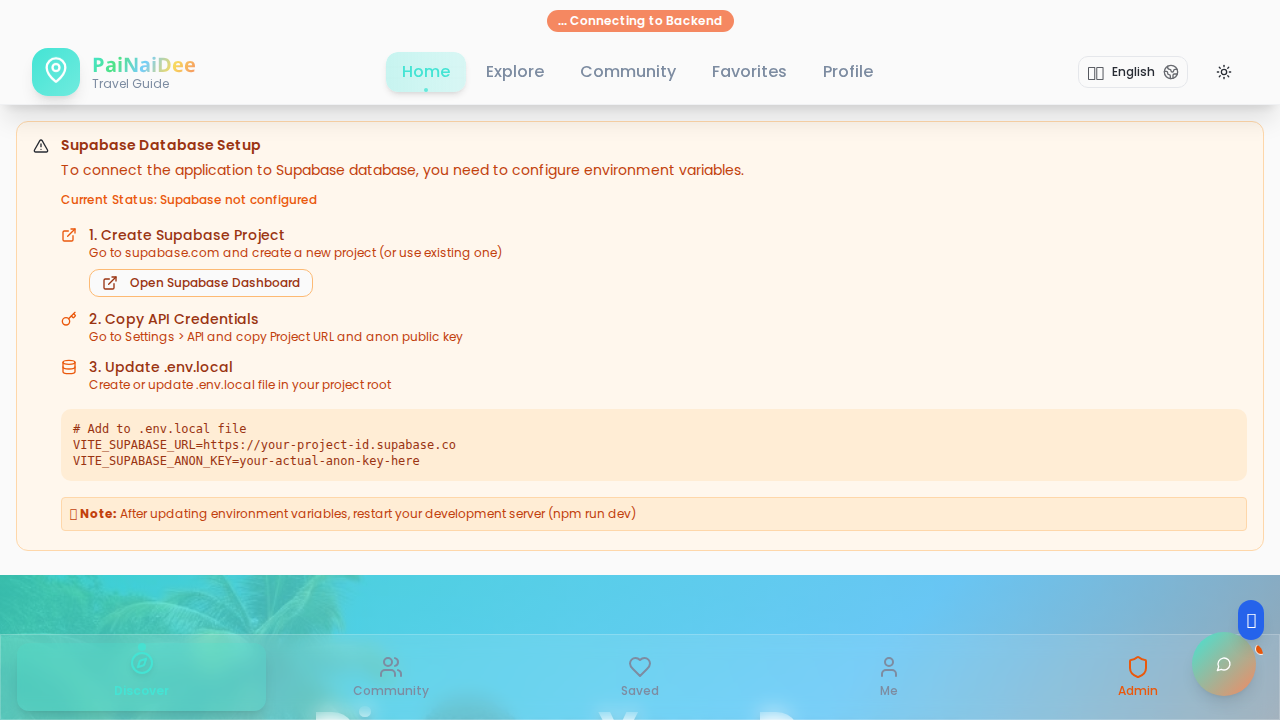 ... Connecting to Backend
PaiNaiDee
Travel Guide
Home
Explore
Community
Favorites
Profile
English
Supabase Database Setup
To connect the application to Supabase database, you need to configure environment variables.
Current Status: Supabase not configured
1. Create Supabase Project
Go to supabase.com and create a new project (or use existing one)
Open Supabase Dashboard
2. Copy API Credentials
Go to Settings > API and copy Project URL and anon public key
3. Update .env.local
Create or update .env.local file in your project root
# Add to .env.local file
VITE_SUPABASE_URL=https://your-project-id.supabase.co
VITE_SUPABASE_ANON_KEY=your-actual-anon-key-here
Note: After updating environment variables, restart your development server (npm run dev)
Discover
Community
Saved
Me
Admin